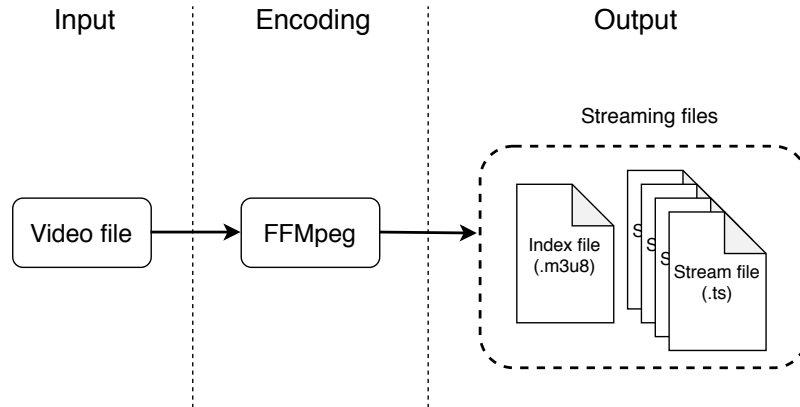 Input
Encoding
Output
Streaming files
Video file
FFMpeg
Index file
(.m3u8)
S
S
S
Stream file
(.ts)